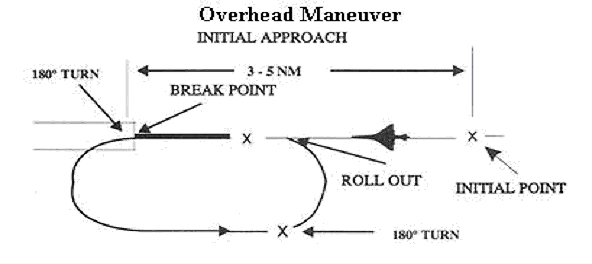 Overhead Maneuver
INITIAL APPROACH
3 - 5 NM
180° TURN
BREAK POINT
X
X
ROLL OUT
INITIAL POINT
X
180° TURN